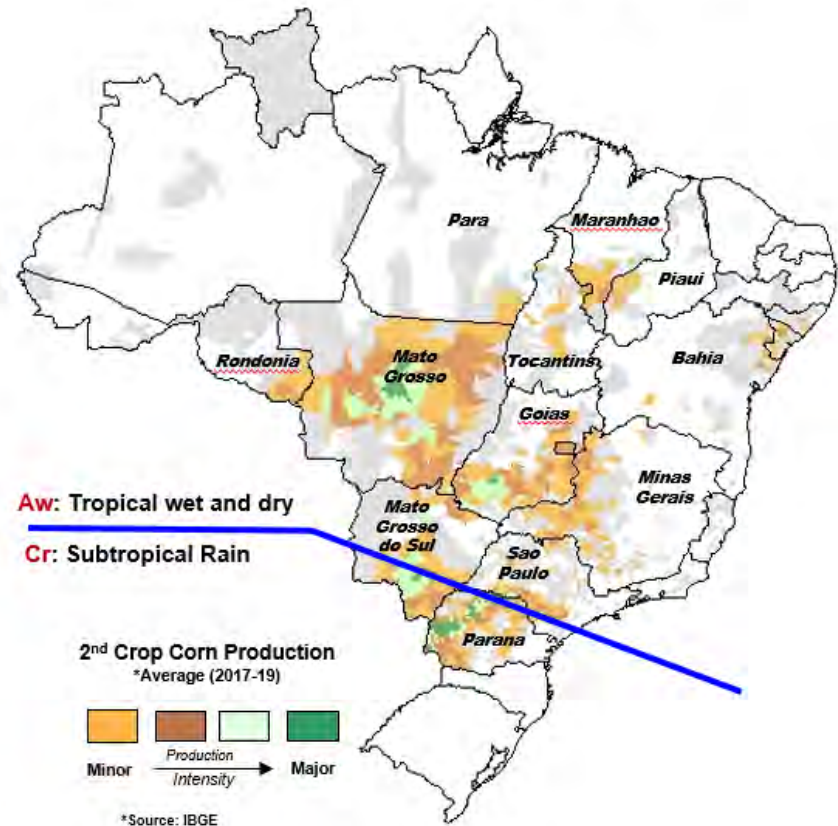 Para
Maranhao
Piaui
Rondonia
Mato
Grosso
Tocantins
Bahia
Goias
Minas
Gerais
Aw: Tropical wet and dry
Mato
Grosso
do Sul
Cr: Subtropical Rain
Sao
Paulo
Parana
2nd Crop Corn Production
*Average (2017-19)
Minor
Production
Intensity
Major
*Source: IBGE